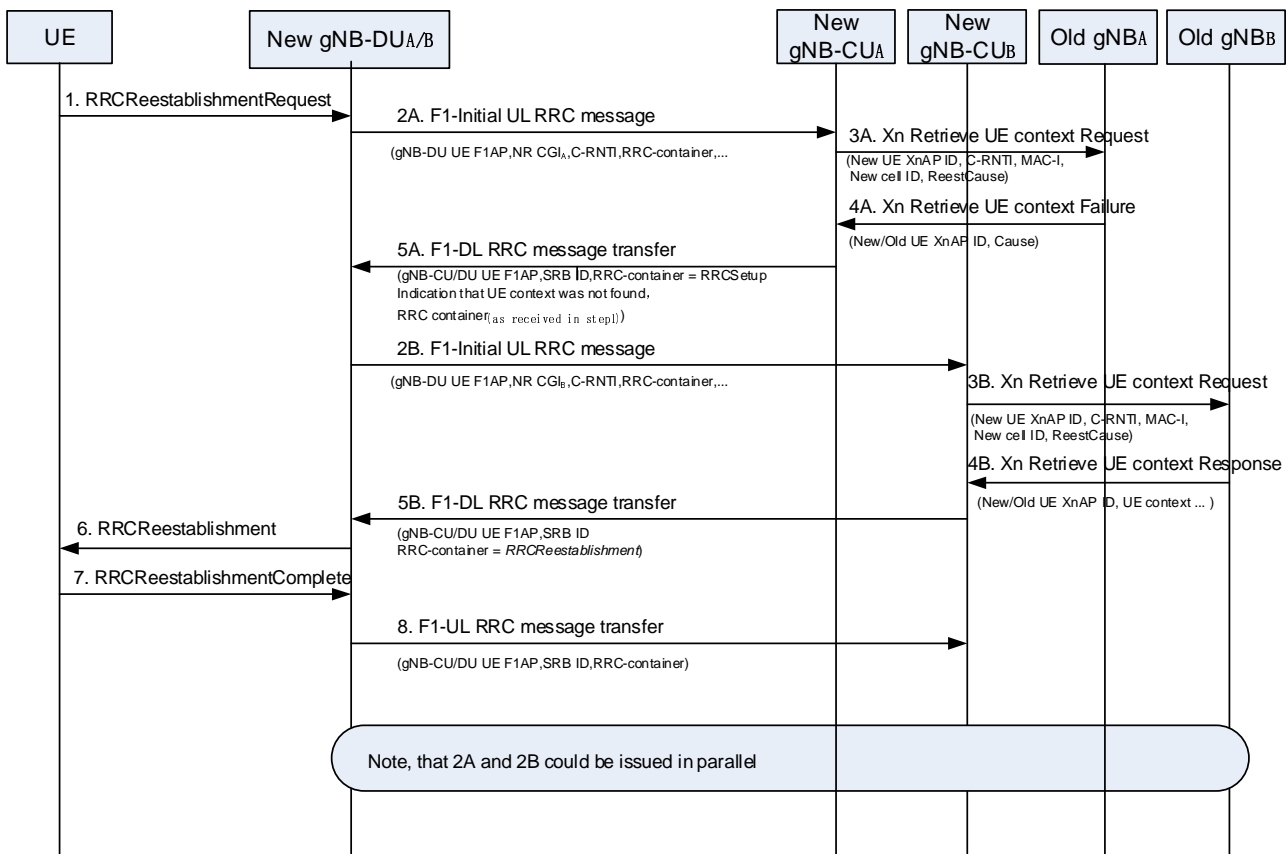 UE
New gNB-DUA/B
New
gNB-CUA
New
gNB-CUB
Old gNBA
Old gNBB
1. RRCReestablishmentRequest
2A. F1-Initial UL RRC message
(gNB-DU UE F1AP,NR CGIA,C-RNTI,RRC-container,...
3A. Xn Retrieve UE context Request
(New UE XnAP ID, C-RNTI, MAC-I,
New cell ID, ReestCause)
4A. Xn Retrieve UE context Failure
(New/Old UE XnAP ID, Cause)
5A. F1-DL RRC message transfer
(gNB-CU/DU UE F1AP,SRB ID,RRC-container = RRCSetup
Indication that UE context was not found,
RRC container(as received in step1))
2B. F1-Initial UL RRC message
(gNB-DU UE F1AP,NR CGIB,C-RNTI,RRC-container,...
3B. Xn Retrieve UE context Request
(New UE XnAP ID, C-RNTI, MAC-I,
New cell ID, ReestCause)
4B. Xn Retrieve UE context Response
(New/Old UE XnAP ID, UE context ... )
5B. F1-DL RRC message transfer
(gNB-CU/DU UE F1AP,SRB ID
RRC-container = RRCReestablishment)
6. RRCReestablishment
7. RRCReestablishmentComplete
8. F1-UL RRC message transfer
(gNB-CU/DU UE F1AP,SRB ID,RRC-container)
Note, that 2A and 2B could be issued in parallel